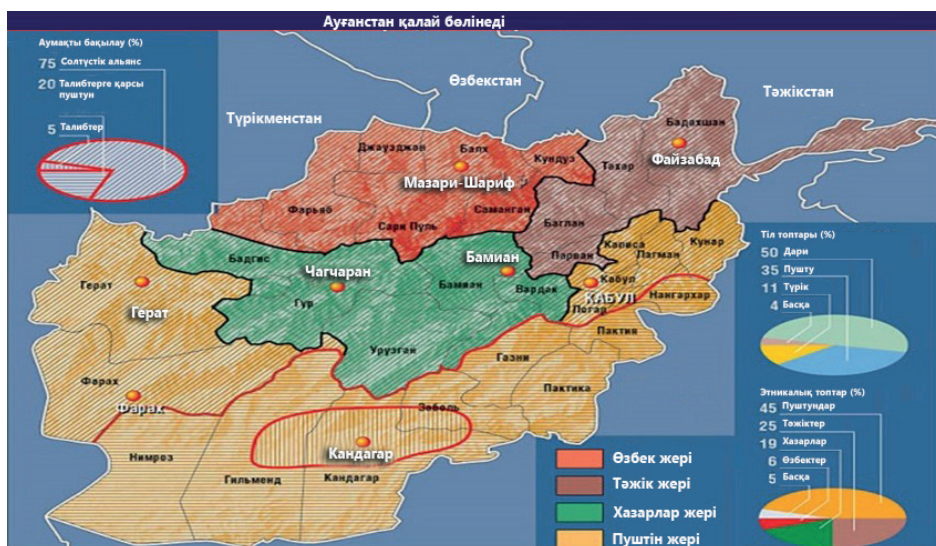 Ауғанстан қалай бөлінеді
Аумақты бақылау (%)
75 Солтүстік альянс
20 Талибтерге қарсы
пуштун
5 Талибтер
Түрікменстан
Өзбекстан
Тәжікстан
Джаузджан
Балх
Кундуз
Тахар
Бадахшан
Файзабад
Мазари-Шариф
Фарьяб
Сари Пуль
Саманган
Баглан
Парван
Каписа
Лагман
Кунар
Бадгис
Чагчаран
Бамиан
Бамиан
Вардак
Кабул
КАБУЛ
Логар
Нангархар
Герат
Герат
Гур
Урузган
Газни
Пактия
Пактика
Фарах
Фарах
Заболь
Кандагар
Нимроз
Гильменд
Кандагар
Тіл топтары (%)
50 Дари
35 Пушту
11 Түрік
4 Басқа
Этникалық топтар (%)
45 Пуштундар
25 Тәжіктер
19 Хазарлар
6 Өзбектер
5 Басқа
Өзбек жері
Тәжік жері
Хазарлар жері
Пуштін жері